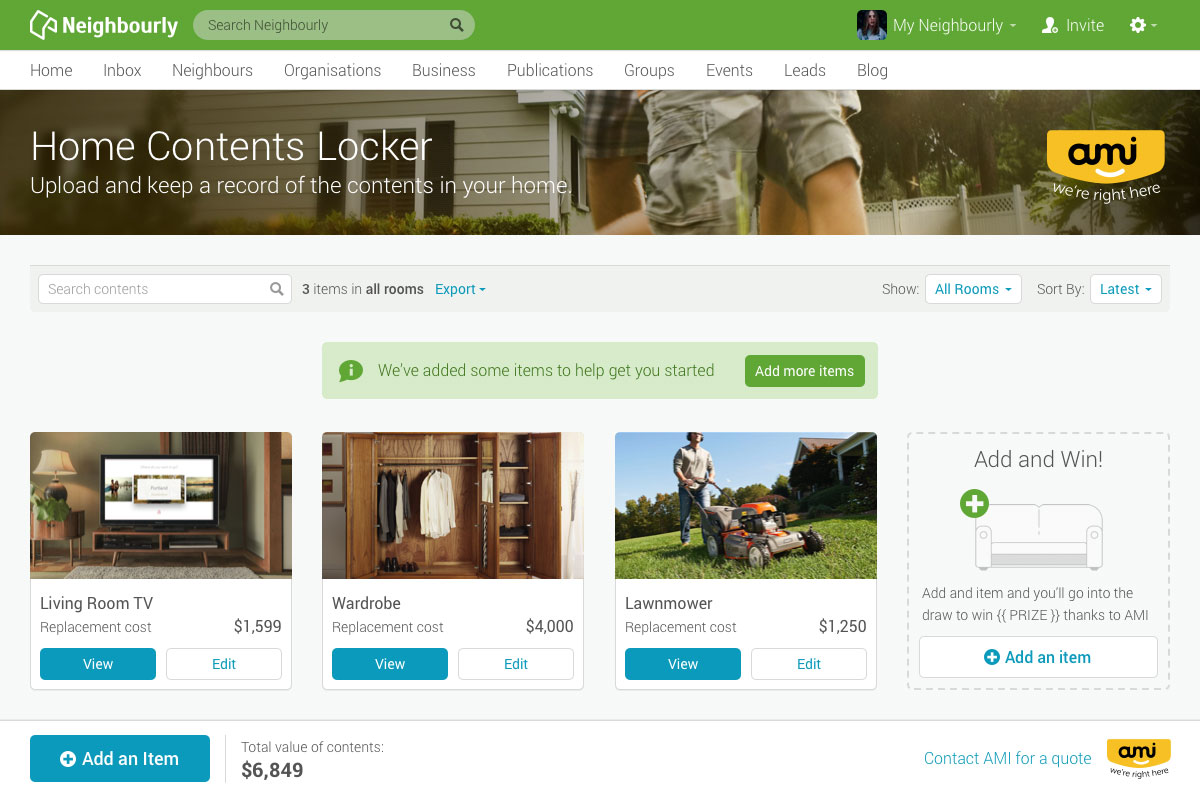 Neighbourly
Search Neighbourly
My Neighbourly
Invite
Home
Inbox
Neighbours
Organisations
Business
Publications
Groups
Events
Leads
Blog
Home Contents Locker
Upload and keep a record of the contents in your home.
ami
we're right here
Search contents
3 items in all rooms
Export
Show:
All Rooms
Sort By:
Latest
We've added some items to help get you started
Add more items
Living Room TV
Replacement cost
$1,599
View
Edit
Wardrobe
Replacement cost
$4,000
View
Edit
Lawnmower
Replacement cost
$1,250
View
Edit
Add and Win!
Add and item and you'll go into the
draw to win {{ PRIZE }} thanks to AMI
Add an item
Add an Item
Total value of contents:
$6,849
Contact AMI for a quote
ami
we're right here